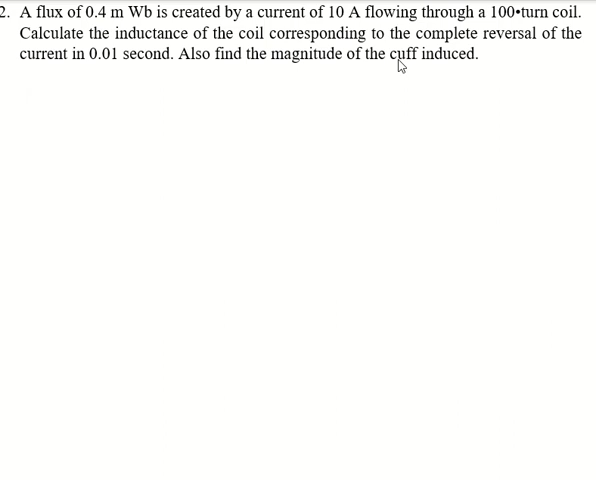 2. A flux of 0.4 m Wb is created by a current of 10 A flowing through a 100•turn coil.
Calculate the inductance of the coil corresponding to the complete reversal of the
current in 0.01 second. Also find the magnitude of the cuff induced.